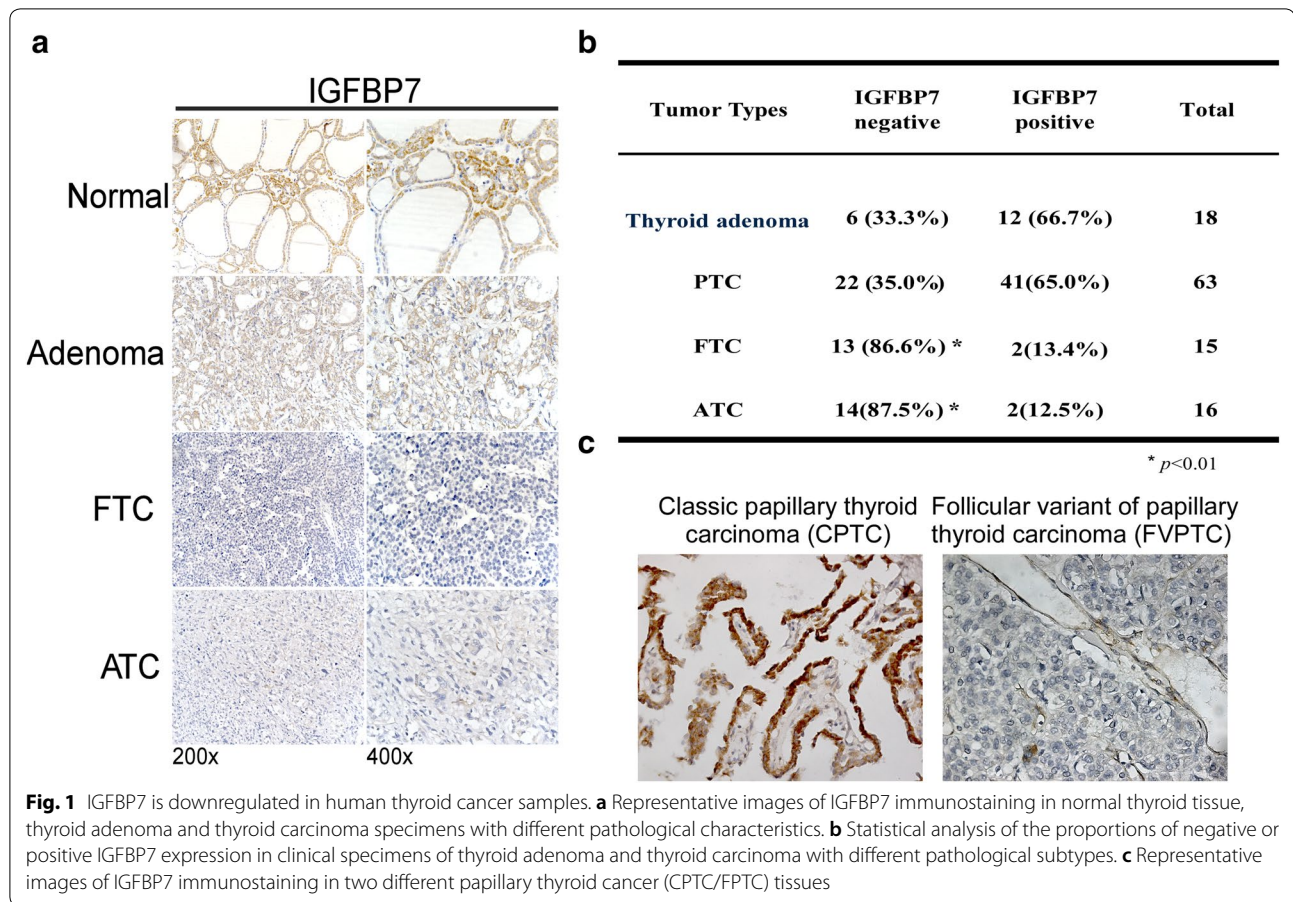 a
IGFBP7
Normal
Adenoma
FTC
ATC
200x 400x
b
Tumor Types IGFBP7 negative IGFBP7 positive Total
Thyroid adenoma 6 (33.3%) 12 (66.7%) 18
PTC 22 (35.0%) 41(65.0%) 63
FTC 13 (86.6%) * 2(13.4%) 15
ATC 14(87.5%) * 2(12.5%) 16
* p<0.01
c
Classic papillary thyroid
carcinoma (CPTC)
Follicular variant of papillary
thyroid carcinoma (FVPTC)
Fig. 1 IGFBP7 is downregulated in human thyroid cancer samples. a Representative images of IGFBP7 immunostaining in normal thyroid tissue,
thyroid adenoma and thyroid carcinoma specimens with different pathological characteristics. b Statistical analysis of the proportions of negative or
positive IGFBP7 expression in clinical specimens of thyroid adenoma and thyroid carcinoma with different pathological subtypes. c Representative
images of IGFBP7 immunostaining in two different papillary thyroid cancer (CPTC/FPTC) tissues